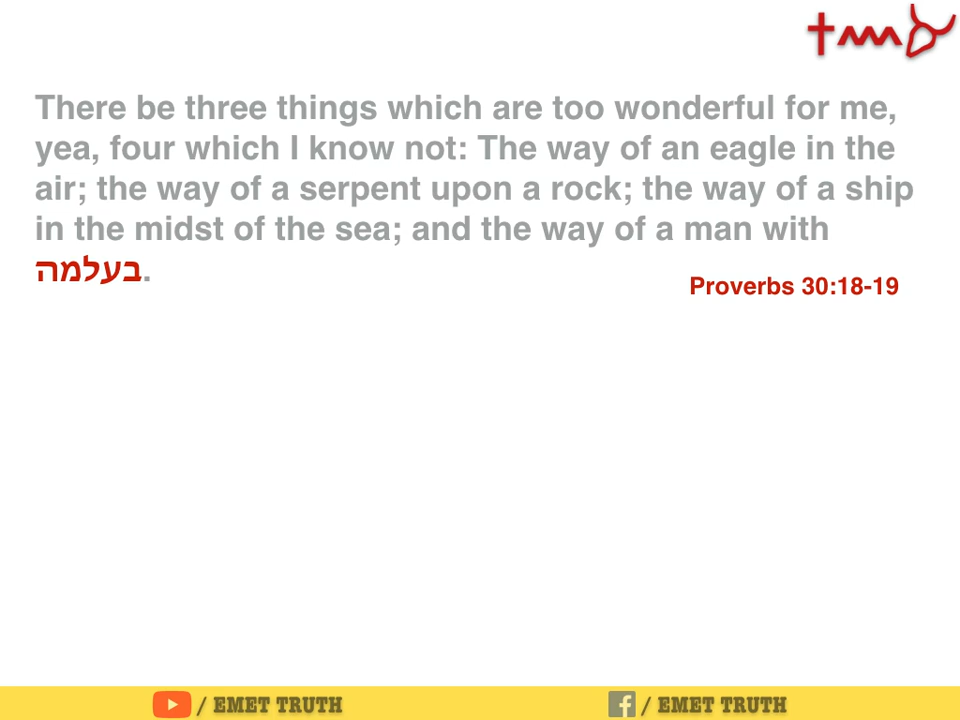 There be three things which are too wonderful for me,
yea, four which I know not: The way of an eagle in the
air; the way of a serpent upon a rock; the way of a ship
in the midst of the sea; and the way of a man with
בעלמה.
Proverbs 30:18-19
/ EMET TRUTH
/ EMET TRUTH